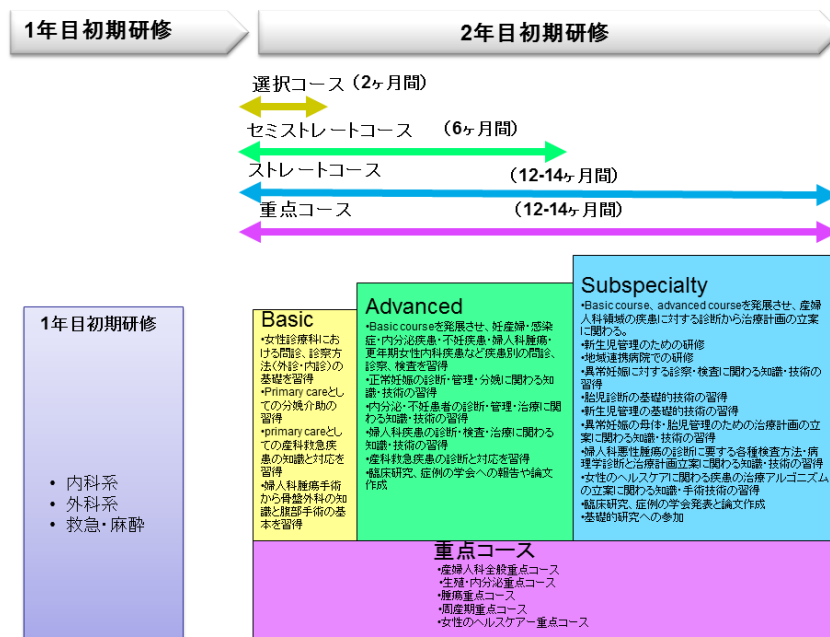 1年目初期研修
2年目初期研修
選択コース（2ヶ月間）
セミストレートコース （6ヶ月間）
ストレートコース （12-14ヶ月間）
重点コース （12-14ヶ月間）
1年目初期研修
・内科系
・外科系
・救急・麻酔
Basic
・女性診療科にお
ける問診、診察方
法（外診・内診）の
基礎を習得
・Primary careとし
ての分娩介助の習
得
・primary careとし
ての産科救急疾患
の知識と対応を
習得
・婦人科腫瘍手術
から骨盤外科の知
識と腹部手術の基
本を習得
Advanced
・Basic courseを発展させ、妊産婦・感染
症・内分泌疾患・不妊疾患・婦人科腫瘍・
更年期女性内科疾患など疾患別の問診、
診察、検査を習得
・正常妊娠の診断・管理・分娩に関わる知
識・技術の習得
・内分泌・不妊患者の診断・管理・治療に関
わる知識・技術の習得
・婦人科疾患の診断・検査・治療に関わる
知識・技術の習得
・産科救急疾患の診断と対応を習得
・臨床研究、症例の学会への報告や論文
作成
Subspecialty
・Basic course、advanced courseを発展させ、産婦
人科領域の疾患に対する診断から治療計画の立案
に関わる。
・新生児管理のための研修
・地域連携病院での研修
・異常妊娠に対する診察・検査に関わる知識・技術の
習得
・胎児診断の基礎的技術の習得
・新生児管理の基礎的技術の習得
・異常妊娠の母体・胎児管理のための治療計画の立
案に関わる知識・技術の習得
・婦人科悪性腫瘍の診断に要する各種検査方法・病
理学診断と治療計画立案に関わる知識・技術の習得
・女性のヘルスケアに関わる疾患の治療アルゴニズム
の立案に関わる知識・手術技術の習得
・臨床研究、症例の学会発表と論文作成
・基礎的研究への参加
重点コース
・産婦人科全般重点コース
・生殖・内分泌重点コース
・腫瘍重点コース
・周産期重点コース
・女性のヘルスケアー重点コース